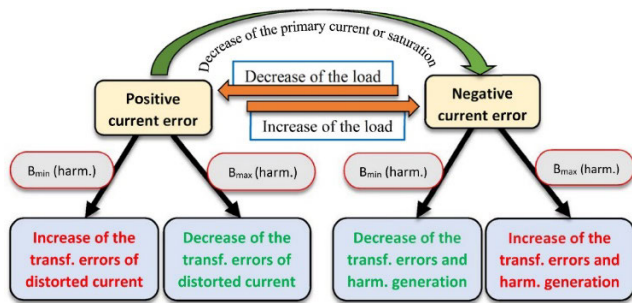 Decrease of the primary current or saturation
Decrease of the load
Positive
current error
Negative
current error
Increase of the load
Bmin (harm.)
Bmax (harm.)
Bmin (harm.)
Bmax (harm.)
Increase of the
transf. errors of
distorted current
Decrease of the
transf. errors of
distorted current
Decrease of the
transf. errors and
harm. generation
Increase of the
transf. errors and
harm. generation